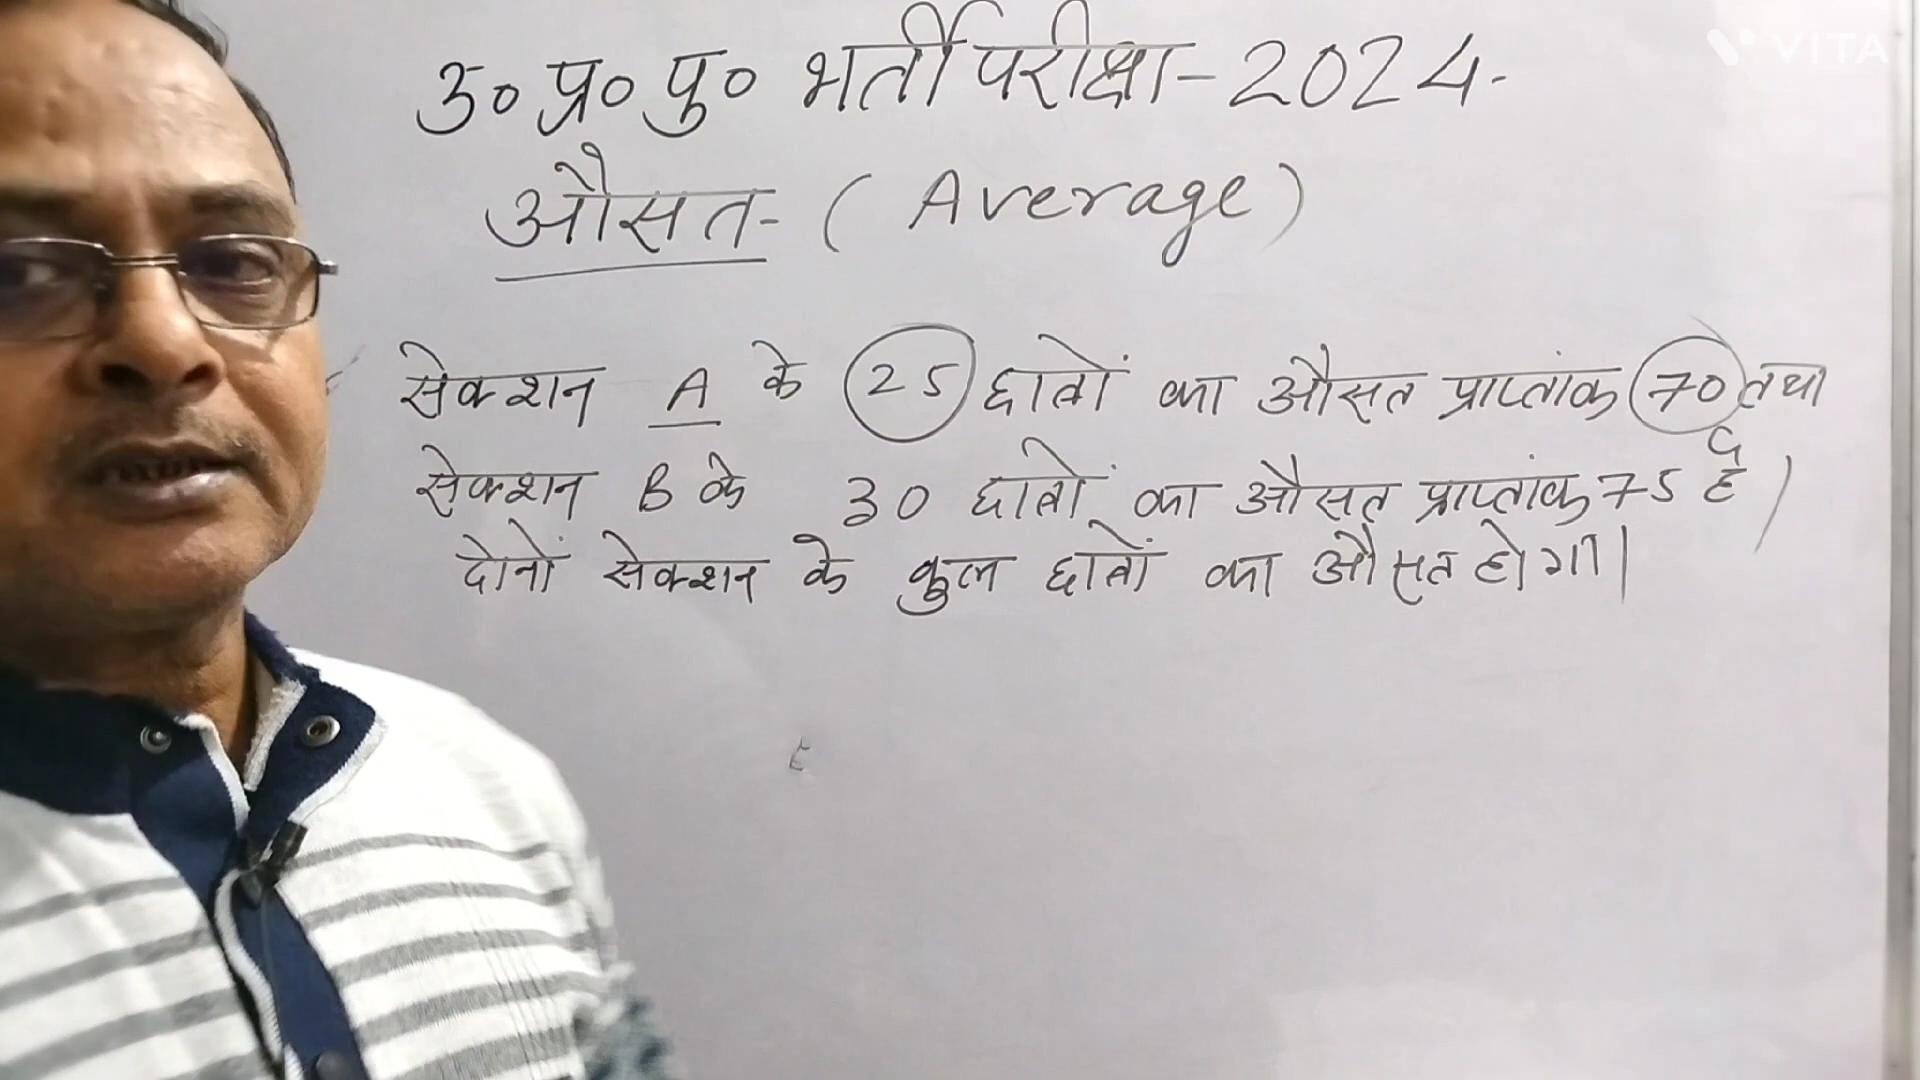 VITA
उ० प्र० पु० भर्ती परीक्षा - 2024 -
औसत - ( Average )
सेक्शन A के 25 छात्रों का औसत प्राप्तांक 70 तथा
सेक्शन B के 30 छात्रों का औसत प्राप्तांक 75 है |
दोनों सेक्शन के कुल छात्रों का औसत होगा |